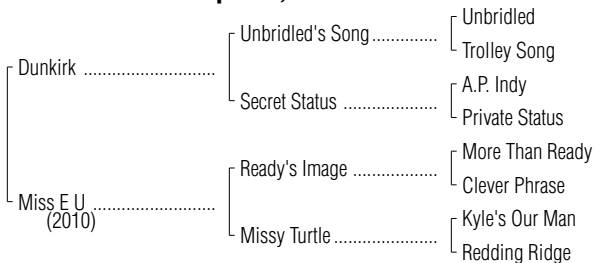 Unbridled
Unbridled's Song..............
Trolley Song
Dunkirk ...........................
A.P. Indy
Secret Status ....................
Private Status
More Than Ready
Ready's Image ..................
Clever Phrase
Miss E U .........................
(2010)
Kyle's Our Man
Missy Turtle......................
Redding Ridge